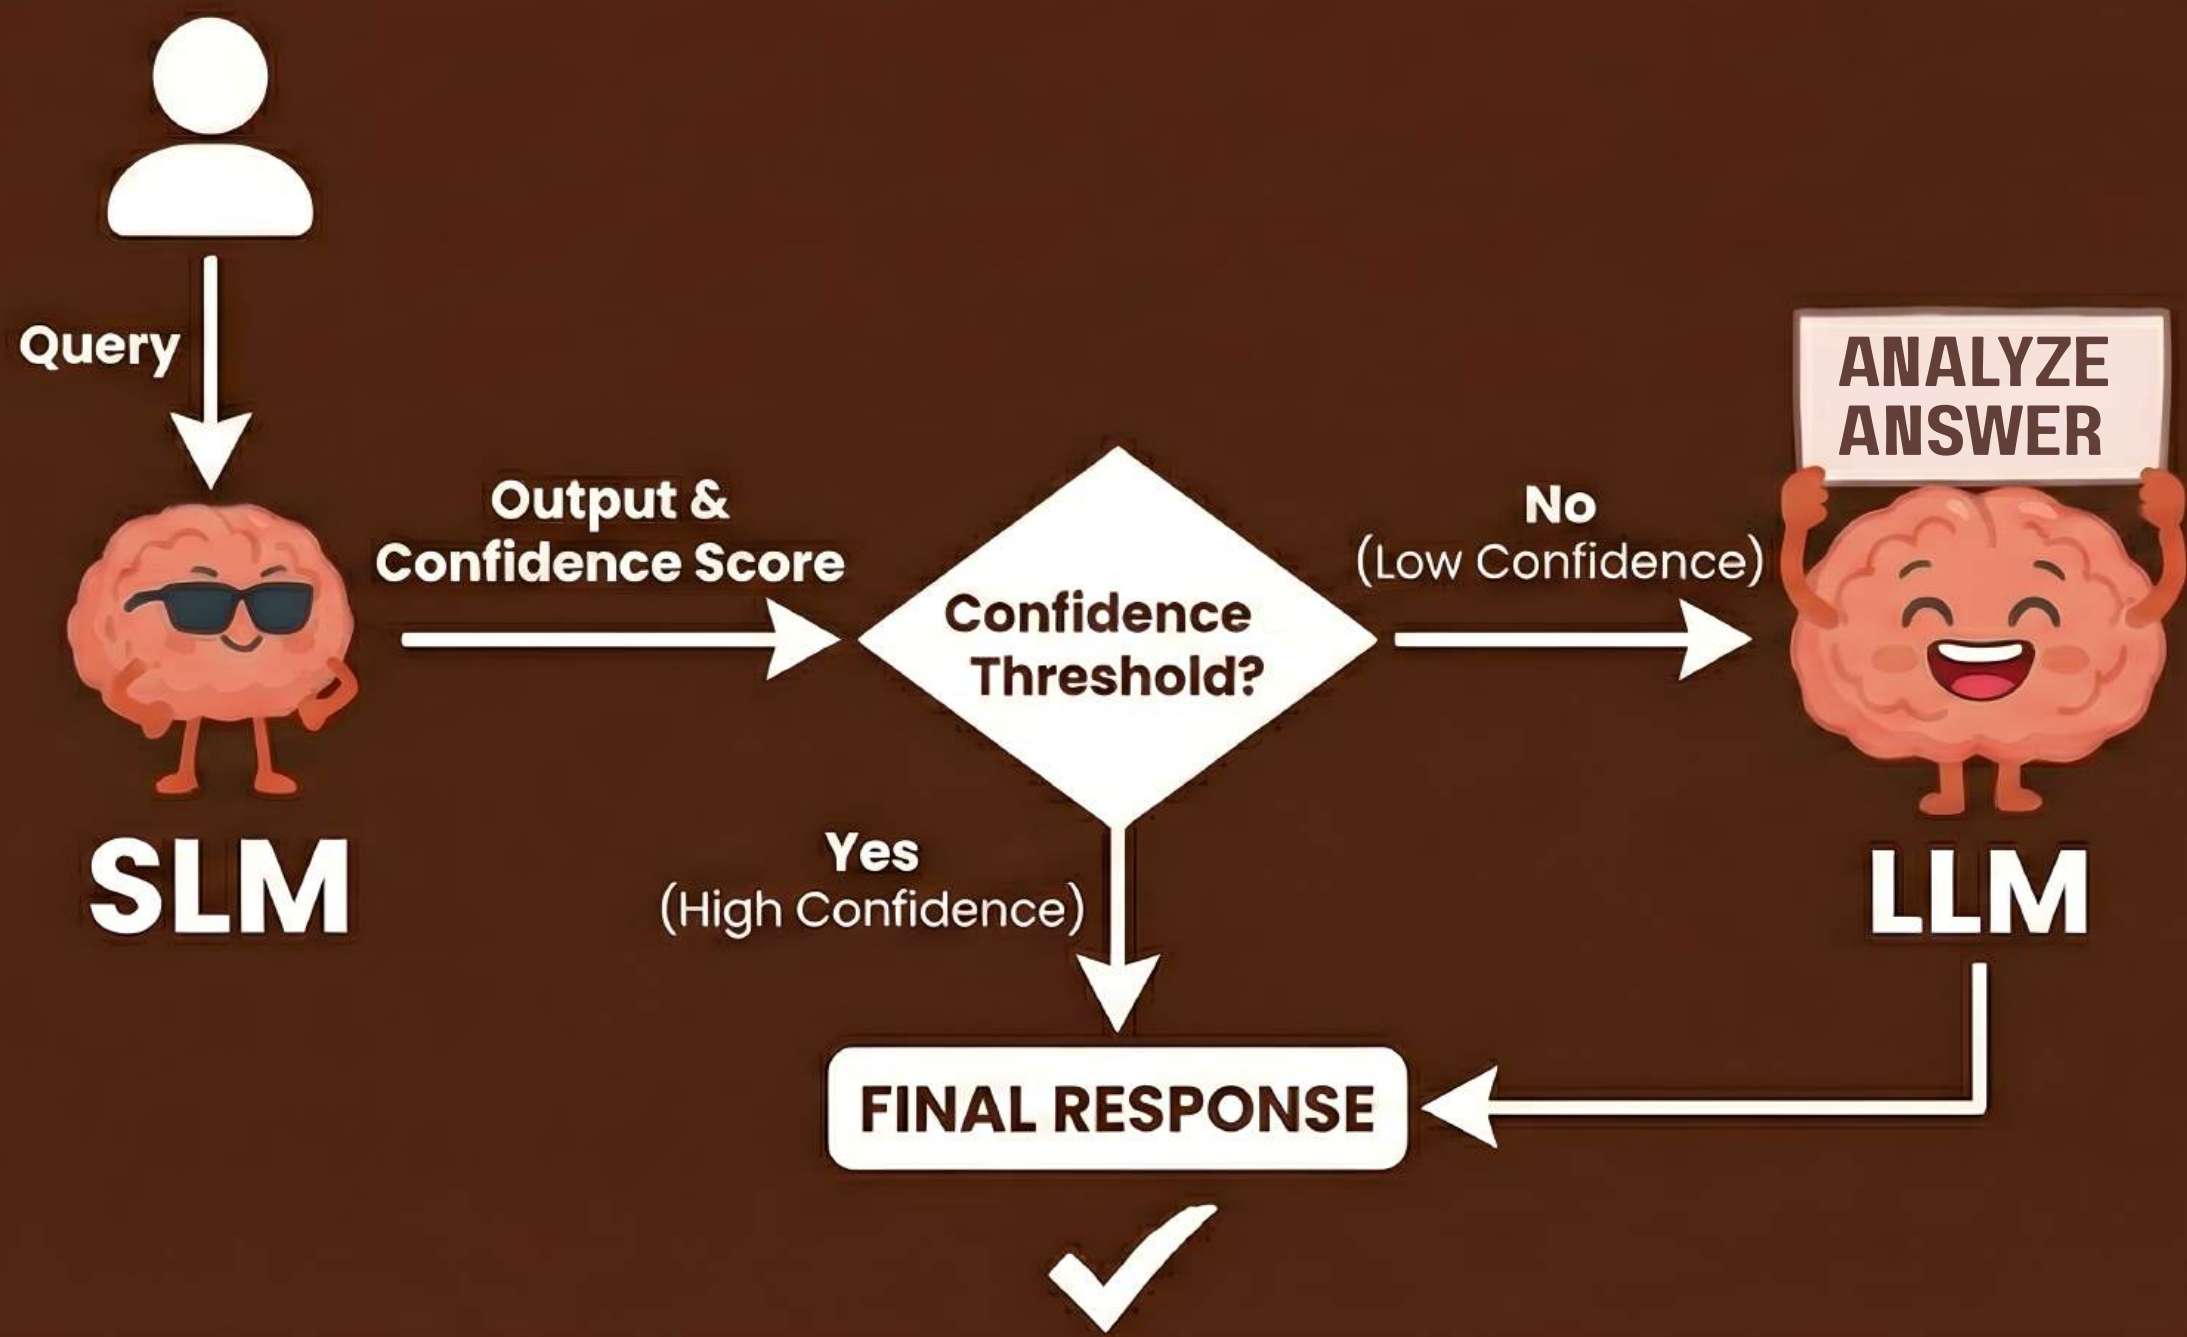 Query
Output &
Confidence Score
Confidence
Threshold?
No
(Low Confidence)
ANALYZE
ANSWER
SLM
Yes
(High Confidence)
LLM
FINAL RESPONSE